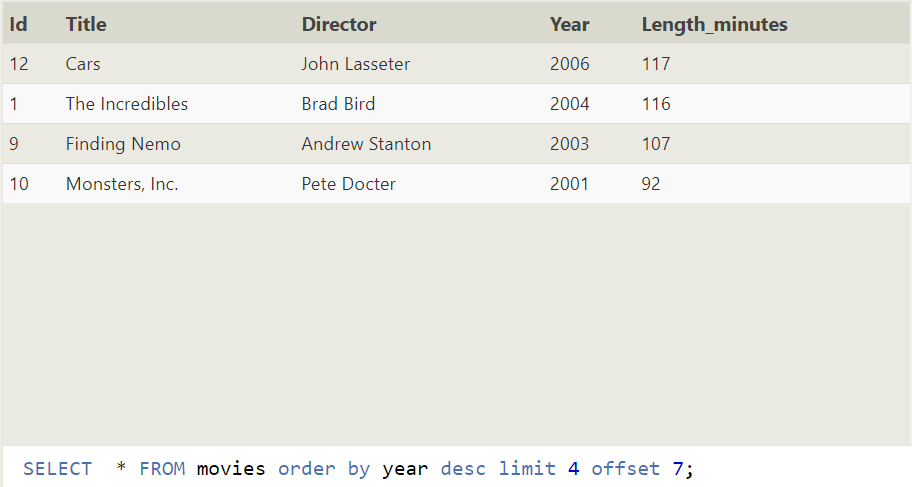 Id Title Director Year Length_minutes
12 Cars John Lasseter 2006 117
1 The Incredibles Brad Bird 2004 116
9 Finding Nemo Andrew Stanton 2003 107
10 Monsters, Inc. Pete Docter 2001 92
SELECT  * FROM movies order by year desc limit 4 offset 7;